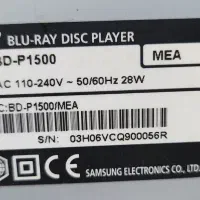 BLU-RAY DISC PLAYER
BD-P1500
MEA
AC 110-240V ~ 50/60Hz 28W
C:BD-P1500/MEA
S/N: 03H06VCQ900056R
SAMSUNG ELECTRONICS CO., LTD.